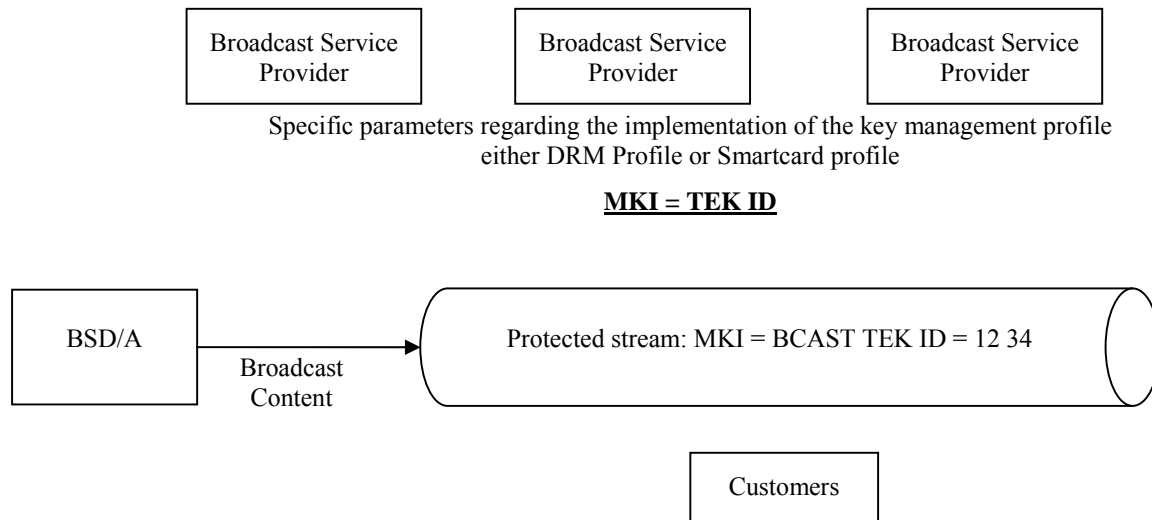 Broadcast Service
Provider
Broadcast Service
Provider
Broadcast Service
Provider
Specific parameters regarding the implementation of the key management profile
either DRM Profile or Smartcard profile
MKI = TEK ID
BSD/A
Broadcast
Content
Protected stream: MKI = BCAST TEK ID = 12 34
Customers